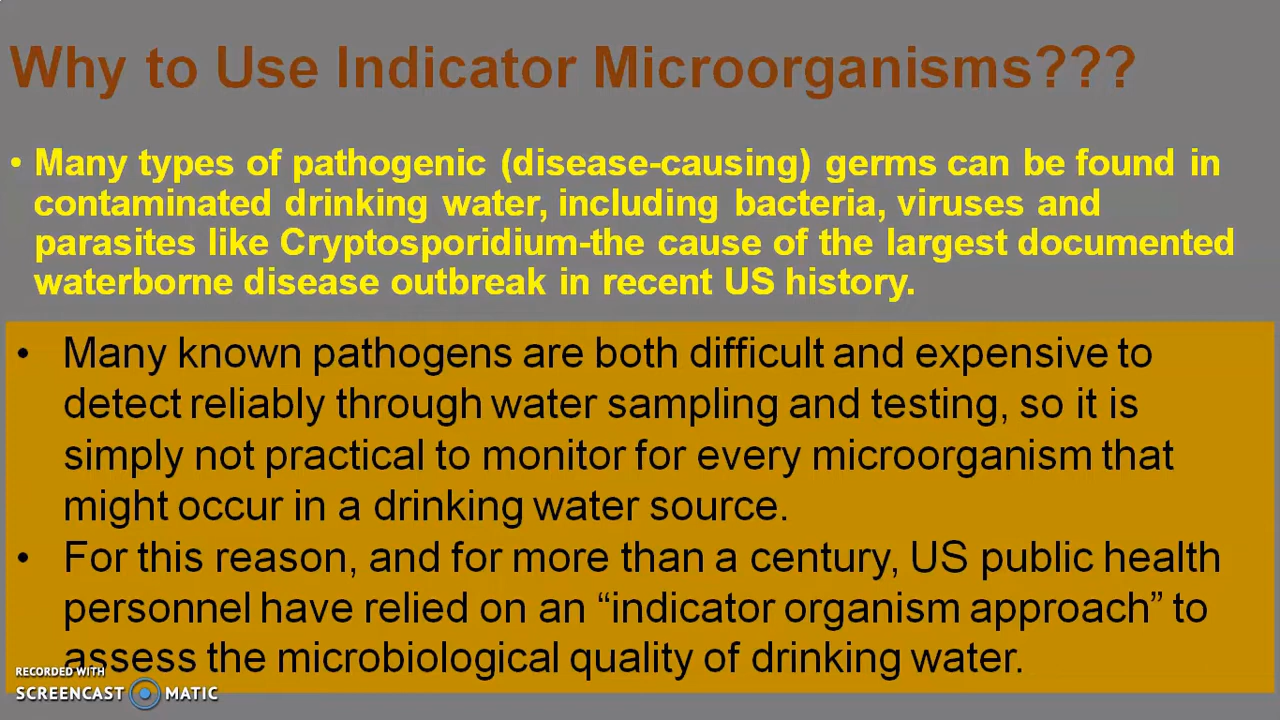 Why to Use Indicator Microorganisms???
• Many types of pathogenic (disease-causing) germs can be found in
contaminated drinking water, including bacteria, viruses and
parasites like Cryptosporidium-the cause of the largest documented
waterborne disease outbreak in recent US history.
• Many known pathogens are both difficult and expensive to
detect reliably through water sampling and testing, so it is
simply not practical to monitor for every microorganism that
might occur in a drinking water source.
• For this reason, and for more than a century, US public health
personnel have relied on an “indicator organism approach” to
assess the microbiological quality of drinking water.
RECORDED WITH
SCREENCAST MATIC